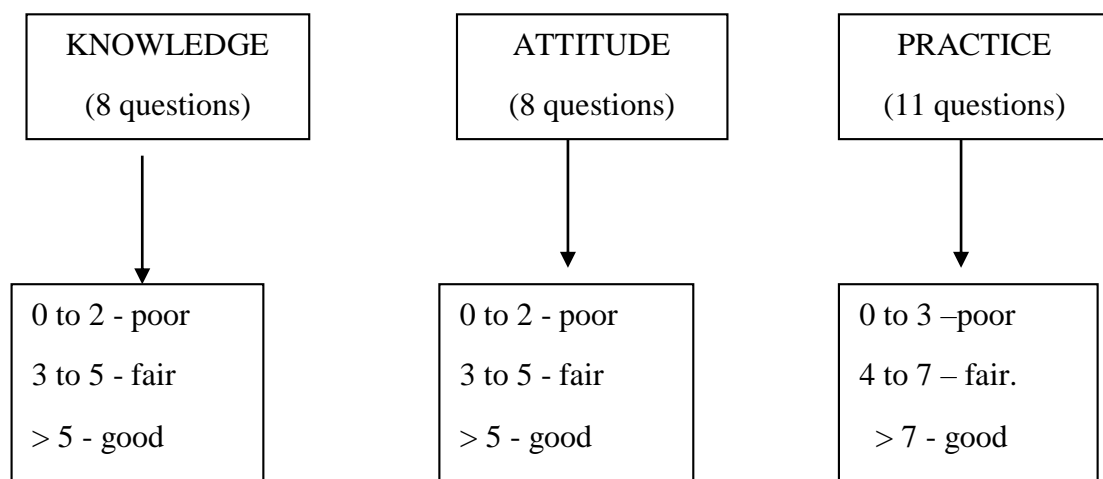 KNOWLEDGE
(8 questions)
ATTITUDE
(8 questions)
PRACTICE
(11 questions)
0 to 2 - poor
3 to 5 - fair
> 5 - good
0 to 2 - poor
3 to 5 - fair
> 5 - good
0 to 3 –poor
4 to 7 – fair.
> 7 - good